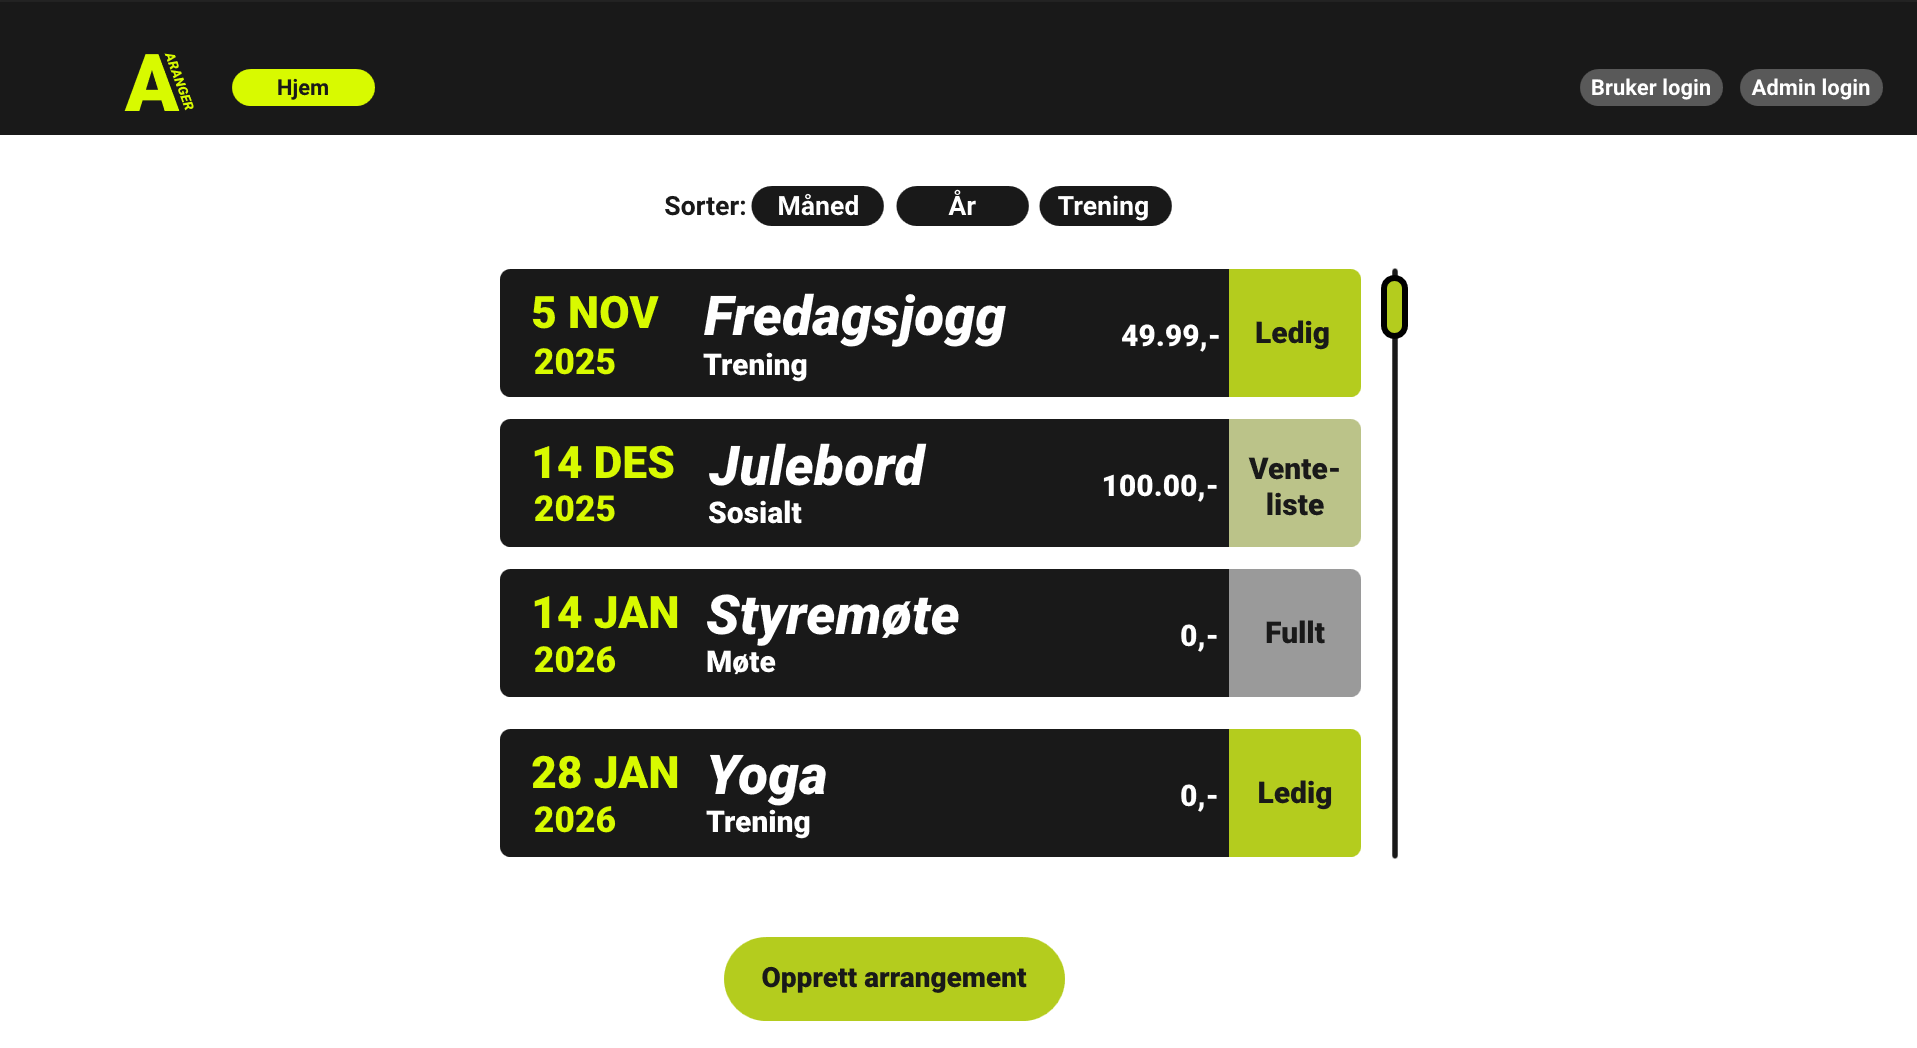 A ARANGER
Hjem
Bruker login
Admin login
Sorter: Måned År Trening
5 NOV
2025
Fredagsjogg
Trening
49.99,-
Ledig
14 DES
2025
Julebord
Sosialt
100.00,-
Vente-
liste
14 JAN
2026
Styremøte
Møte
0,-
Fullt
28 JAN
2026
Yoga
Trening
0,-
Ledig
Opprett arrangement